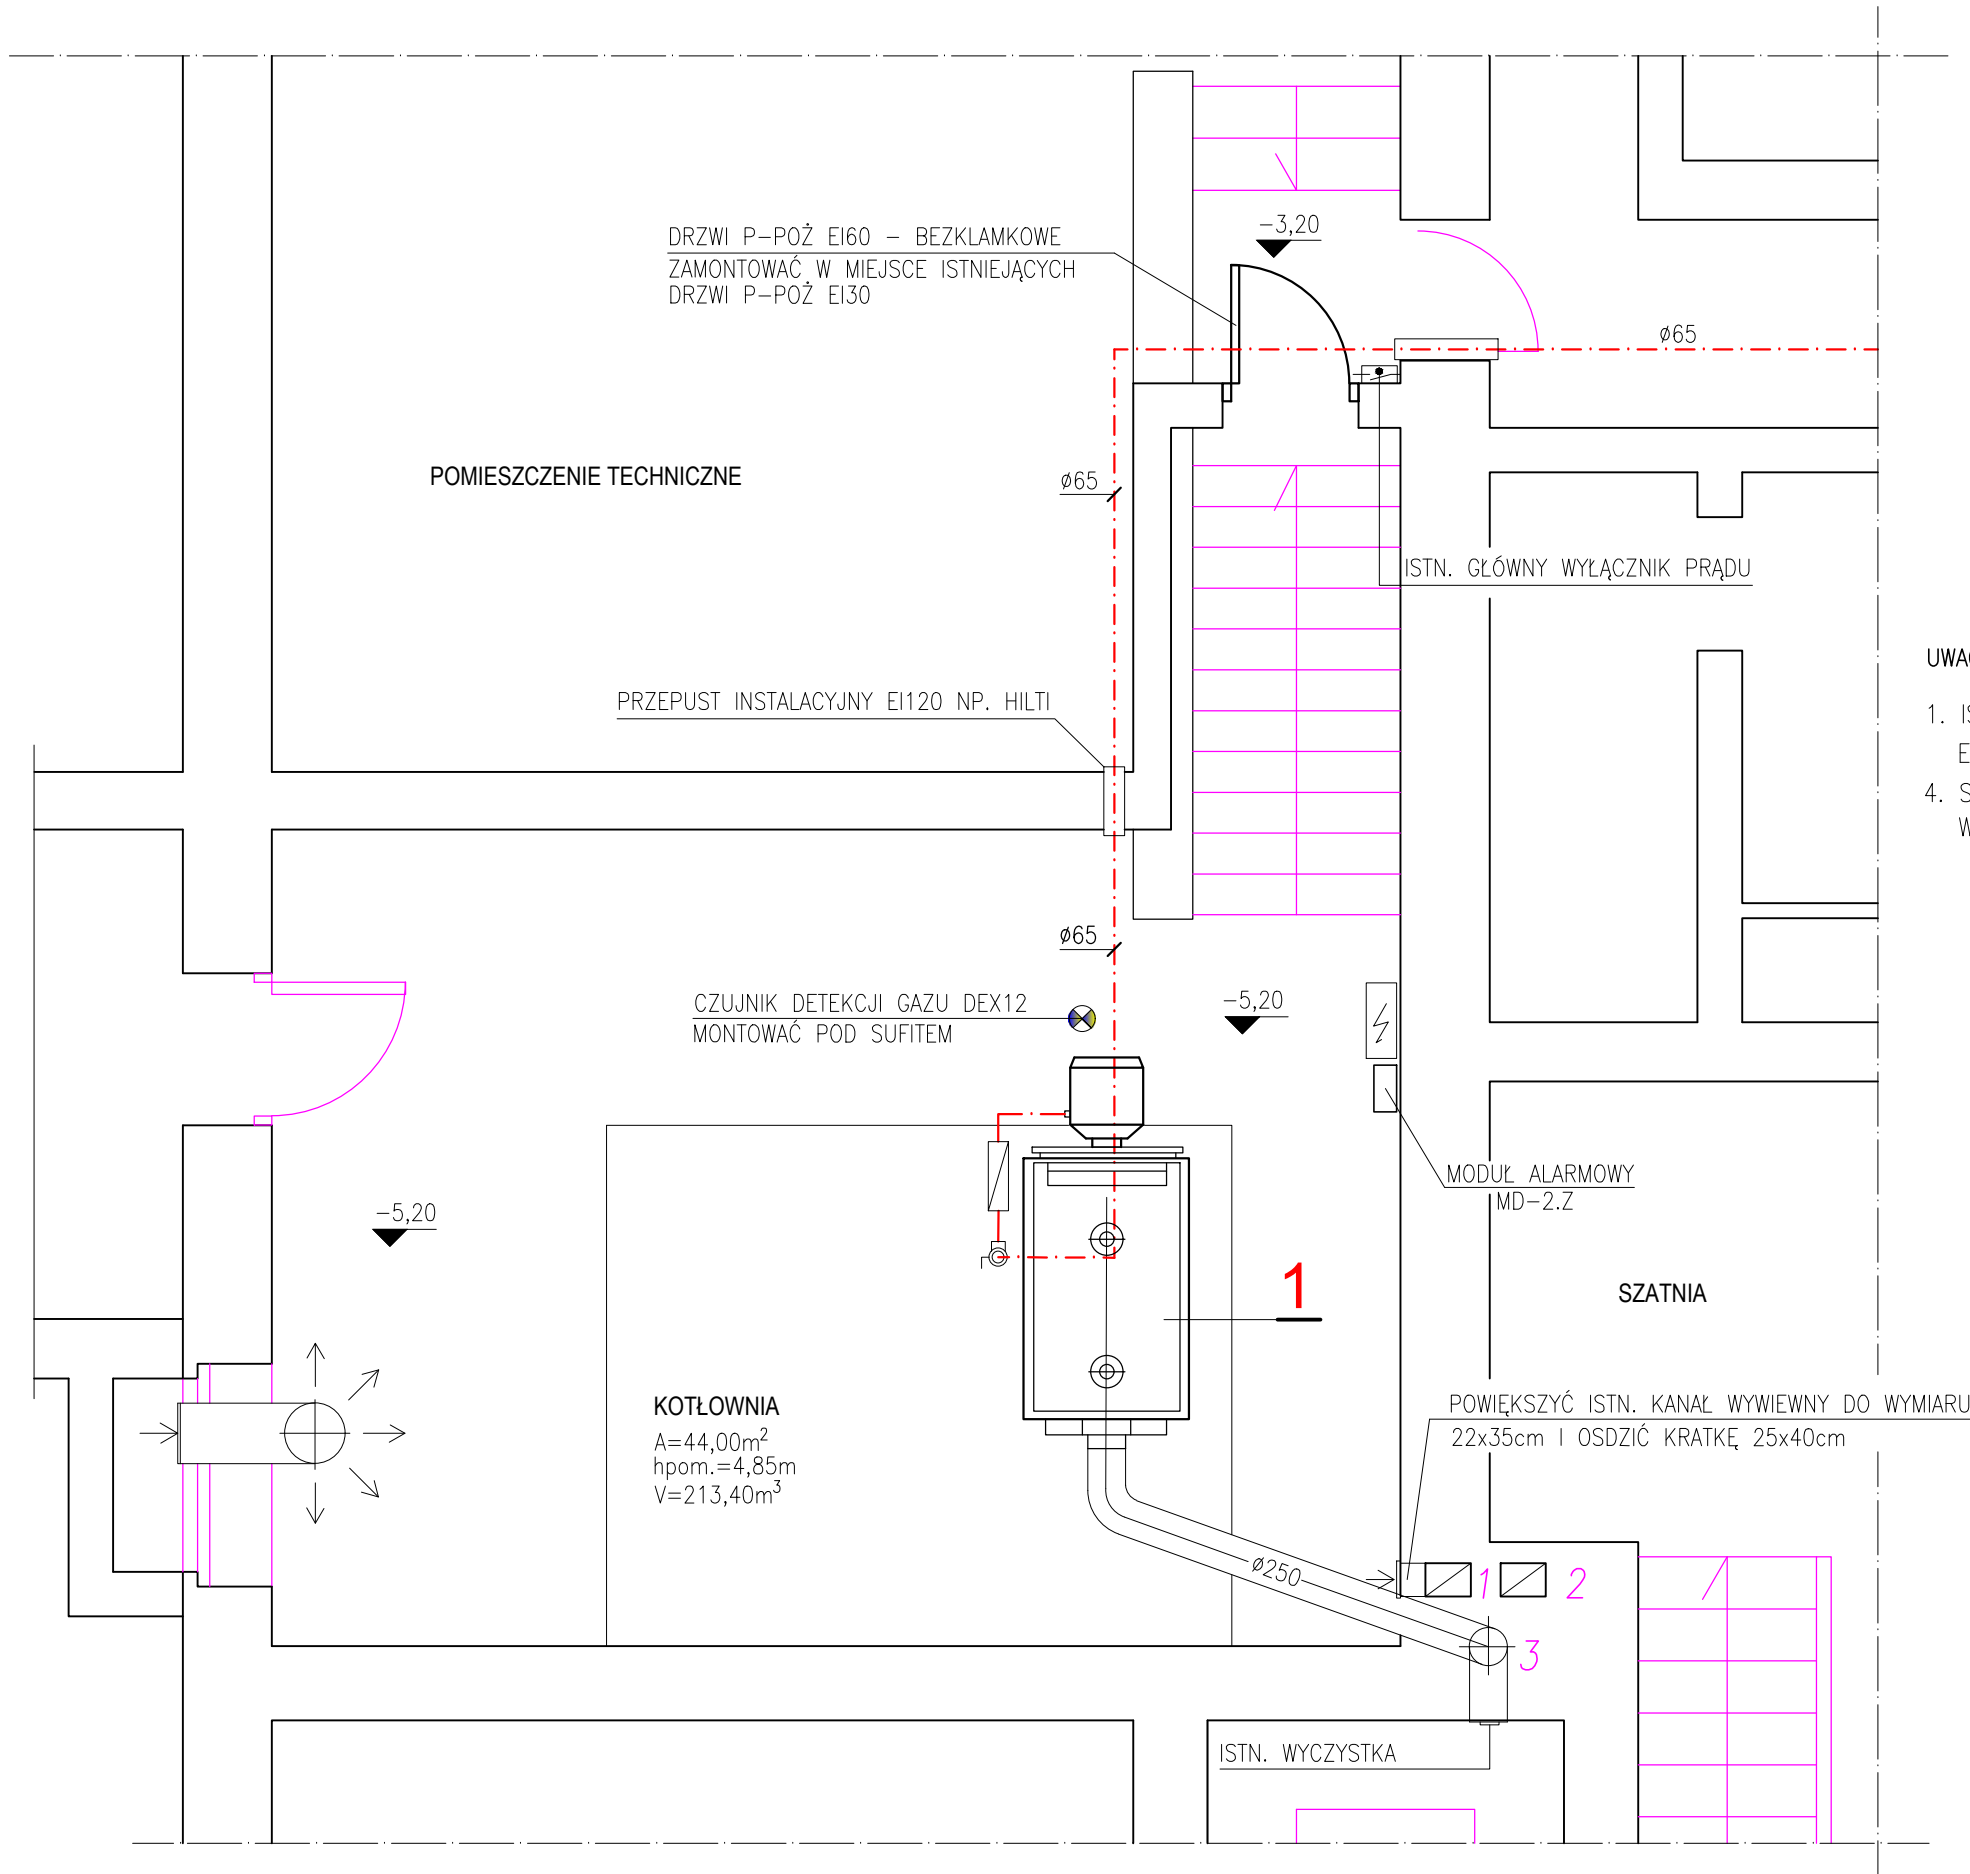 DRZWI P-POŻ EI60 - BEZKLAMKOWE
ZAMONTOWAĆ W MIEJSCE ISTNIEJĄCYCH
DRZWI P-POŻ EI30
-3,20
ø65
POMIESZCZENIE TECHNICZNE
ø65
ISTN. GŁÓWNY WYŁĄCZNIK PRĄDU
PRZEPUST INSTALACYJNY EI120 NP. HILTI
1.
4.
ø65
CZUJNIK DETEKCJI GAZU DEX12
MONTOWAĆ POD SUFITEM
-5,20
MODUŁ ALARMOWY
MD-2.Z
-5,20
1
SZATNIA
KOTŁOWNIA
A=44,00m²
hpom.=4,85m
V=213,40m³
POWIĘKSZYĆ ISTN. KANAŁ WYWIEWNY DO WYMIARU
22x35cm I OSDZIĆ KRATKĘ 25x40cm
ø250
1
2
3
ISTN. WYCZYSTKA